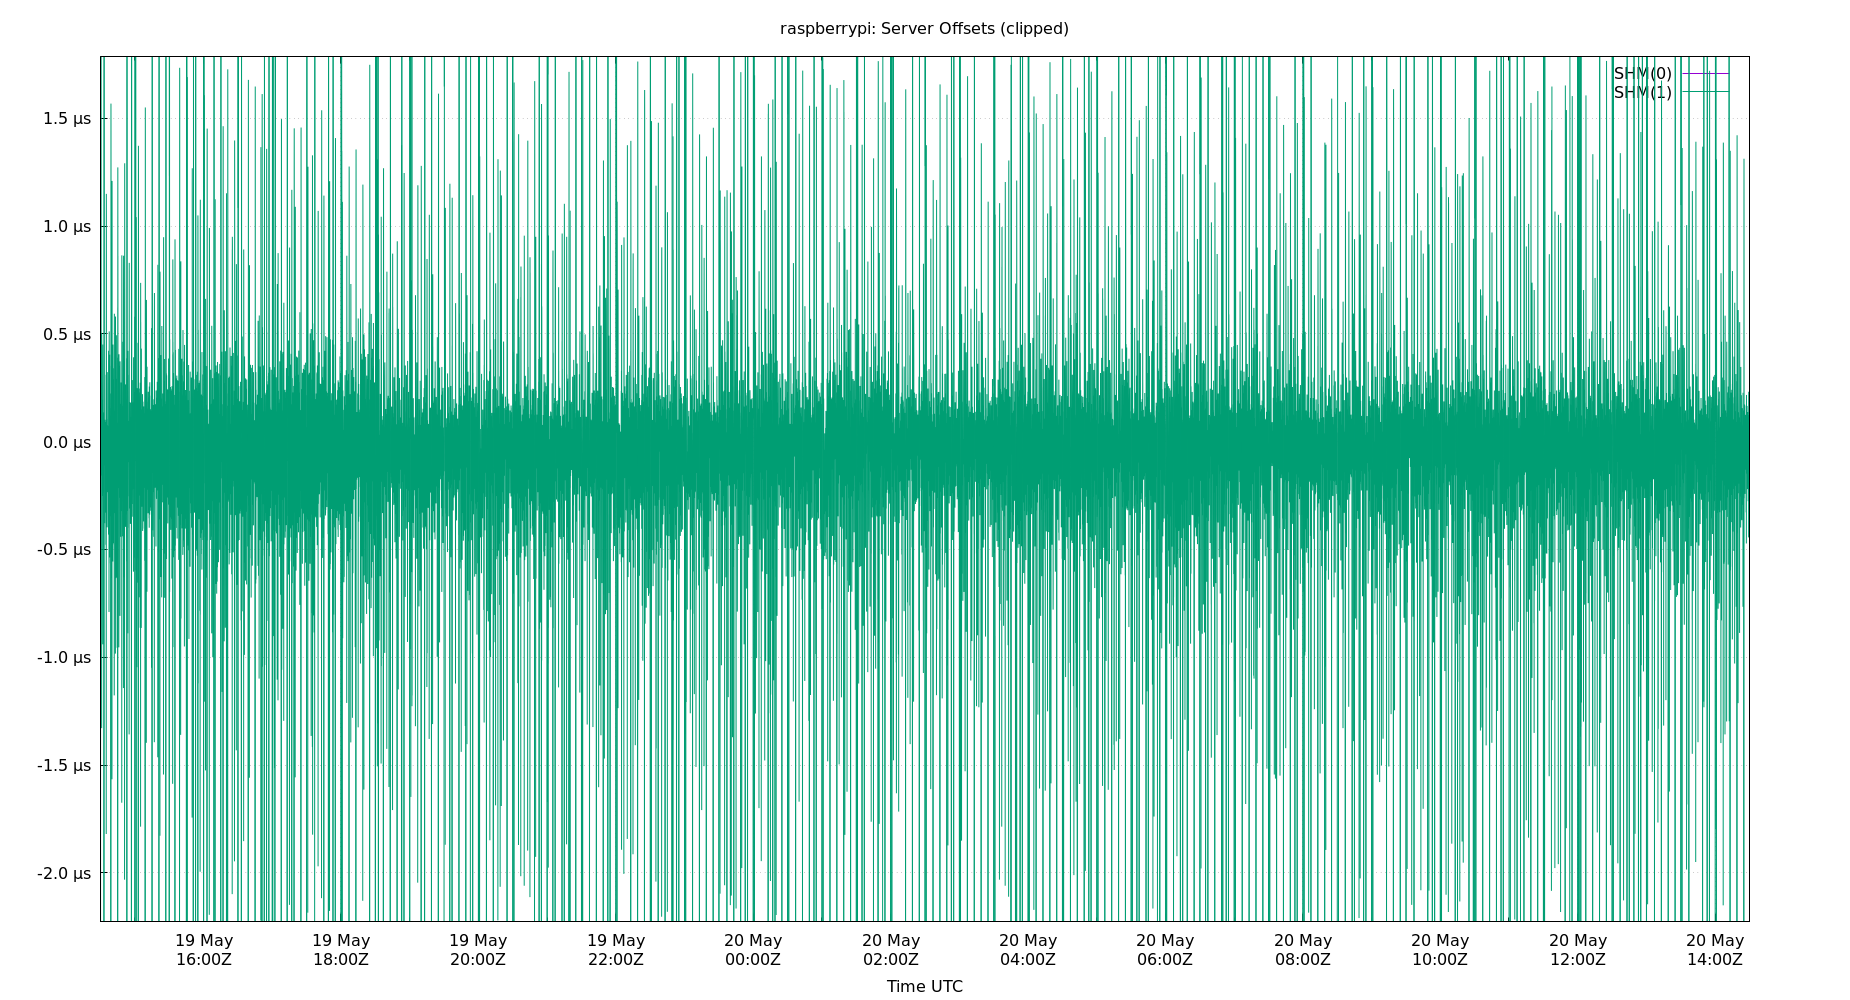 raspberrypi: Server Offsets (clipped)
SHM(0)
SHM(1)
1.5 µs
1.0 µs
0.5 µs
0.0 µs
-0.5 µs
-1.0 µs
-1.5 µs
-2.0 µs
19 May 19 May 19 May 19 May 20 May 20 May 20 May 20 May 20 May 20 May 20 May 20 May
16:00Z 18:00Z 20:00Z 22:00Z 00:00Z 02:00Z 04:00Z 06:00Z 08:00Z 10:00Z 12:00Z 14:00Z
Time UTC